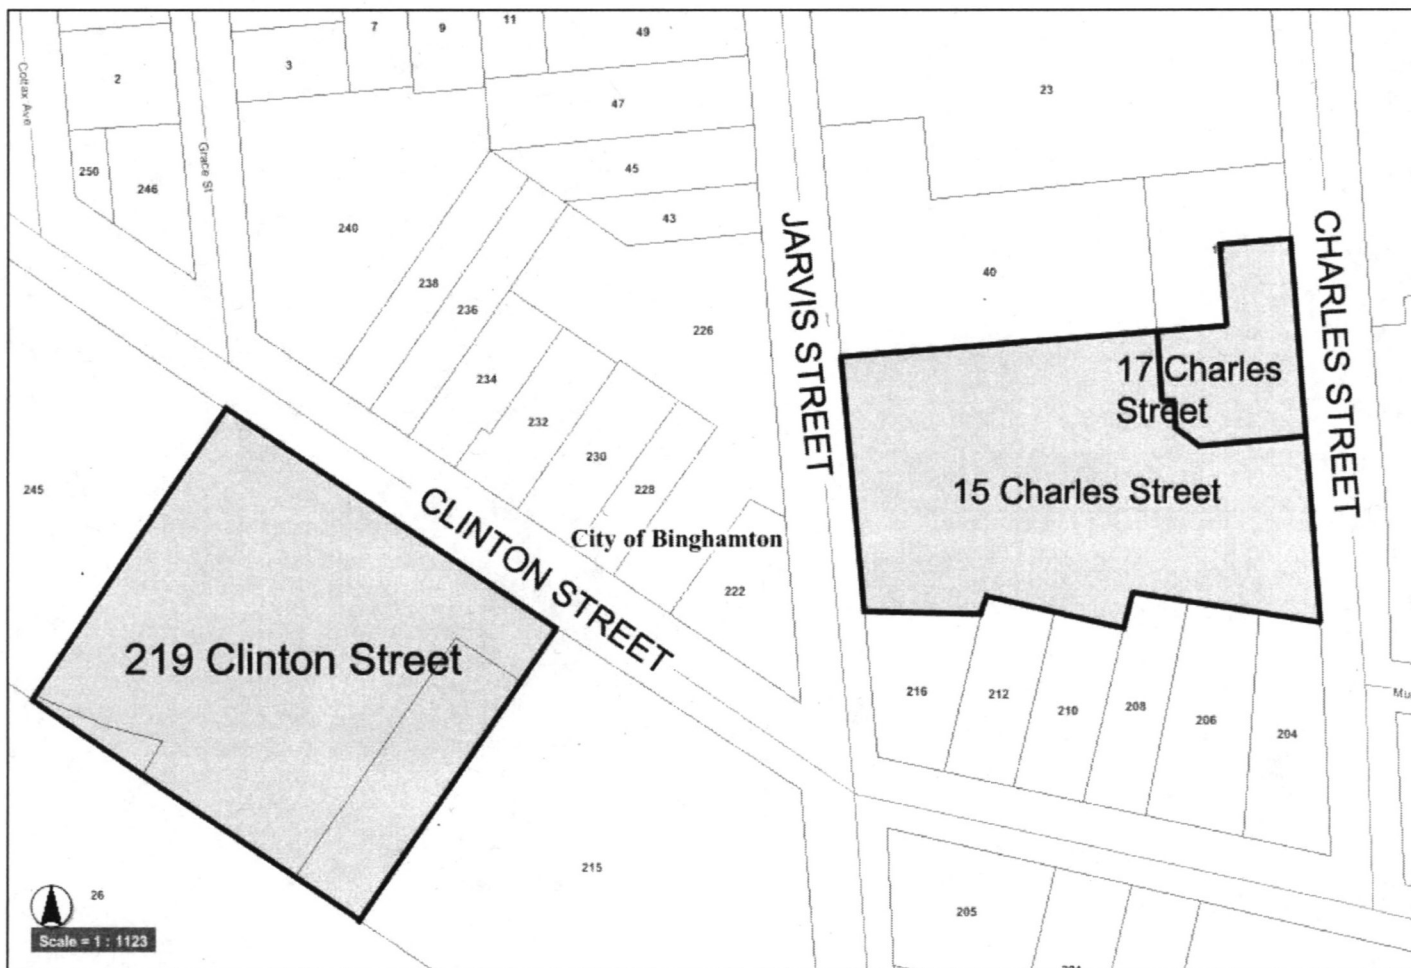 7
9
11
49
2
3
47
23
Colfax Ave
Grace St
250
246
45
43
240
238
236
226
40
JARVIS STREET
CHARLES STREET
17 Charles
Street
234
232
230
228
222
245
15 Charles Street
CLINTON STREET
City of Binghamton
219 Clinton Street
216
212
210
208
206
204
215
26
205
Scale = 1 : 1123